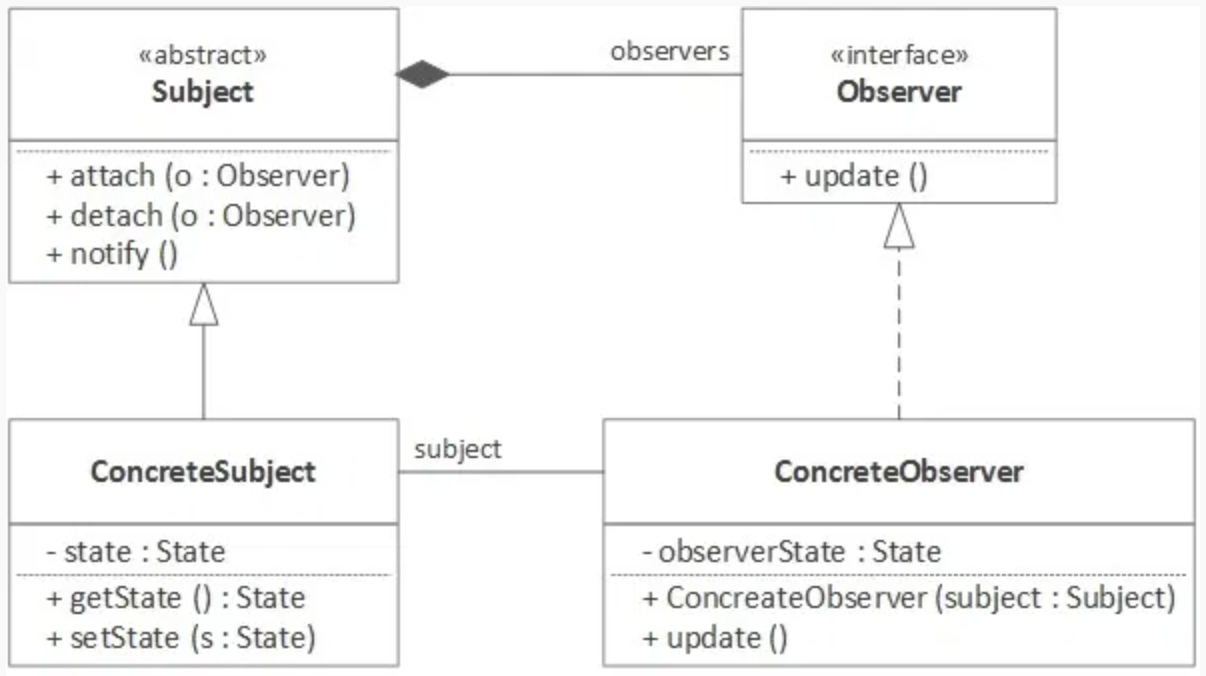 «abstract»
Subject
+ attach (o : Observer)
+ detach (o : Observer)
+ notify ()
observers
«interface»
Observer
+ update ()
ConcreteSubject
- state : State
+ getState () : State
+ setState (s : State)
subject
ConcreteObserver
- observerState : State
+ ConcreateObserver (subject : Subject)
+ update ()